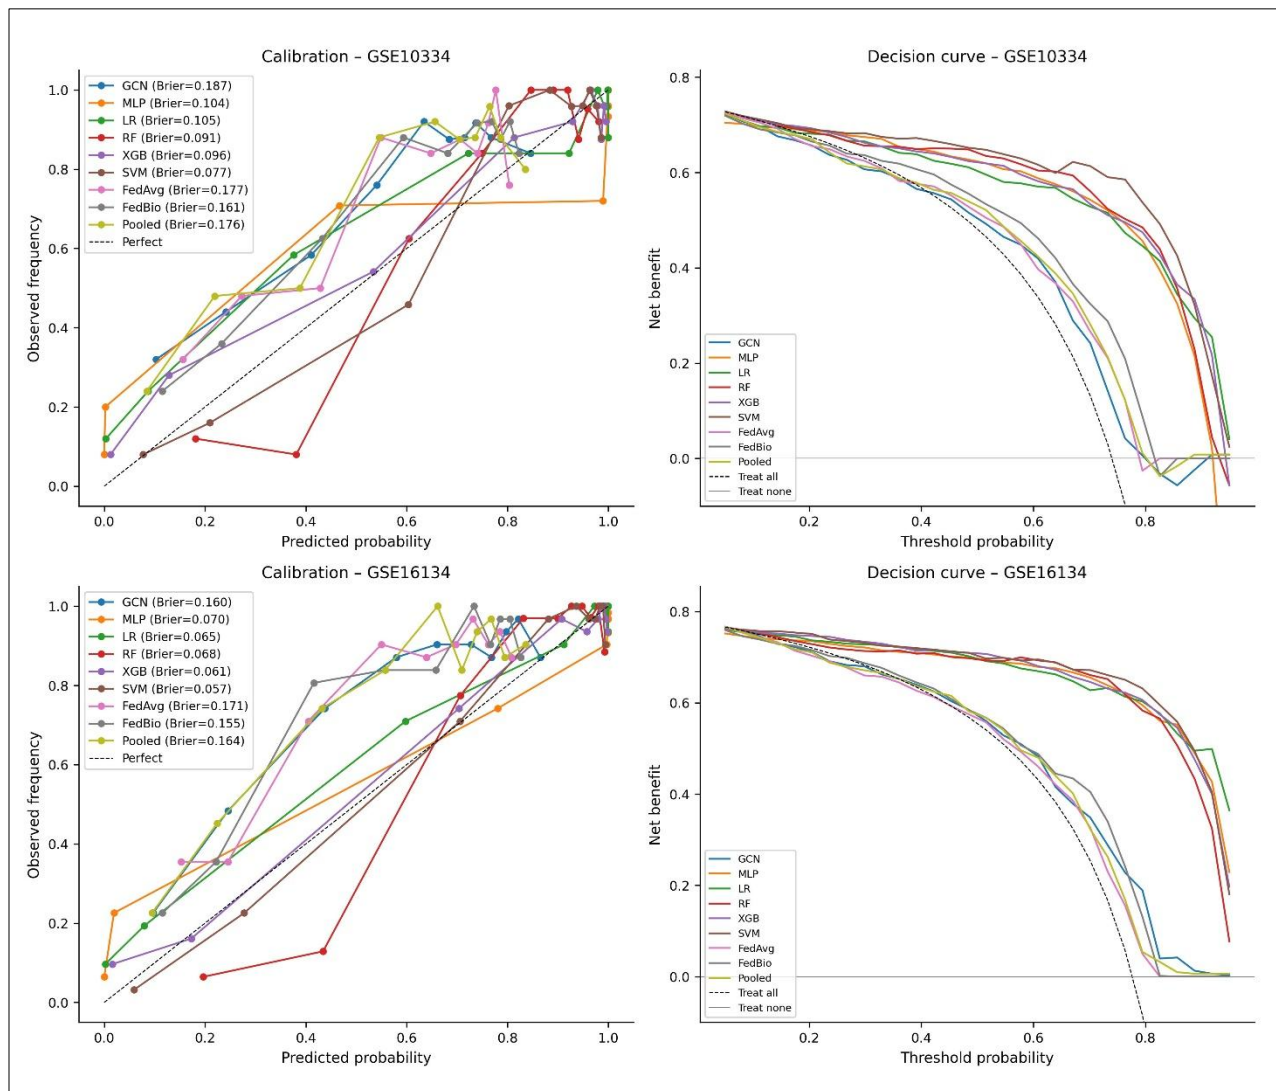 Calibration – GSE10334
GCN (Brier=0.187)
MLP (Brier=0.104)
LR (Brier=0.105)
RF (Brier=0.091)
XGB (Brier=0.096)
SVM (Brier=0.077)
FedAvg (Brier=0.177)
FedBio (Brier=0.161)
Pooled (Brier=0.176)
Perfect
Observed frequency
1.0
0.8
0.6
0.4
0.2
0.0
0.0 0.2 0.4 0.6 0.8 1.0
Predicted probability
Decision curve – GSE10334
Net benefit
0.8
0.6
0.4
0.2
0.0
GCN
MLP
LR
RF
XGB
SVM
FedAvg
FedBio
Pooled
Treat all
Treat none
0.2 0.4 0.6 0.8
Threshold probability
Calibration – GSE16134
GCN (Brier=0.160)
MLP (Brier=0.070)
LR (Brier=0.065)
RF (Brier=0.068)
XGB (Brier=0.061)
SVM (Brier=0.057)
FedAvg (Brier=0.171)
FedBio (Brier=0.155)
Pooled (Brier=0.164)
Perfect
Observed frequency
1.0
0.8
0.6
0.4
0.2
0.0
0.0 0.2 0.4 0.6 0.8 1.0
Predicted probability
Decision curve – GSE16134
Net benefit
0.8
0.6
0.4
0.2
0.0
GCN
MLP
LR
RF
XGB
SVM
FedAvg
FedBio
Pooled
Treat all
Treat none
0.2 0.4 0.6 0.8
Threshold probability